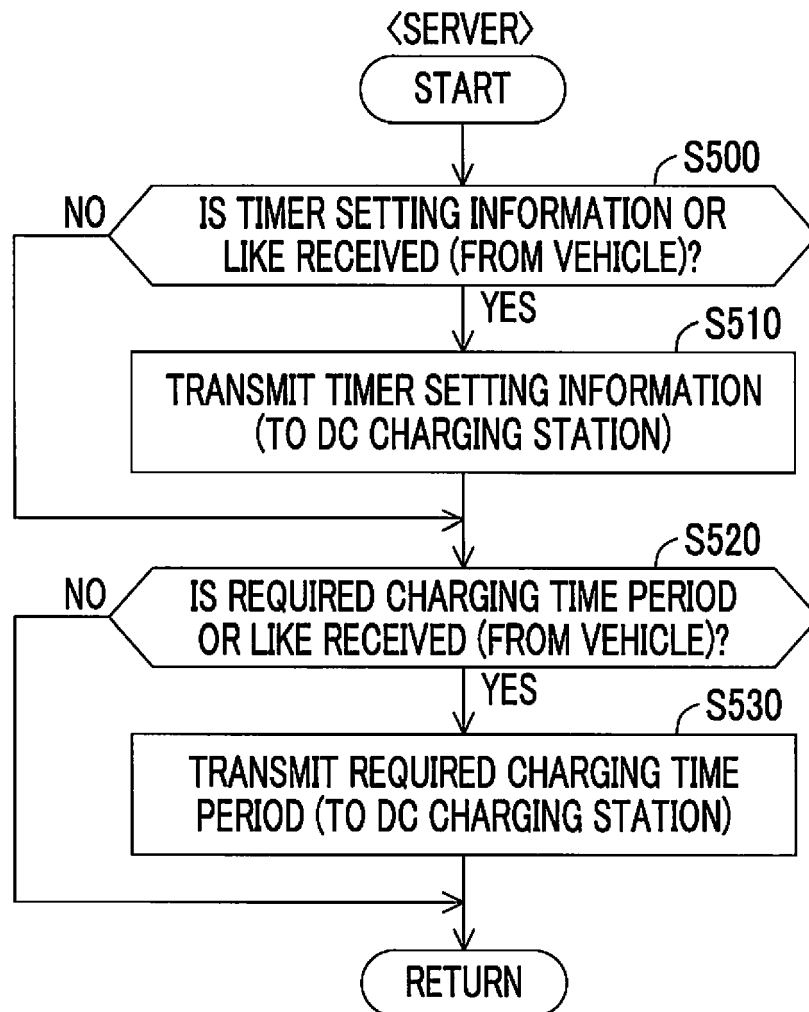 <SERVER>
START
S500
NO
IS TIMER SETTING INFORMATION OR
LIKE RECEIVED (FROM VEHICLE)?
YES
S510
TRANSMIT TIMER SETTING INFORMATION
(TO DC CHARGING STATION)
S520
NO
IS REQUIRED CHARGING TIME PERIOD
OR LIKE RECEIVED (FROM VEHICLE)?
YES
S530
TRANSMIT REQUIRED CHARGING TIME
PERIOD (TO DC CHARGING STATION)
RETURN